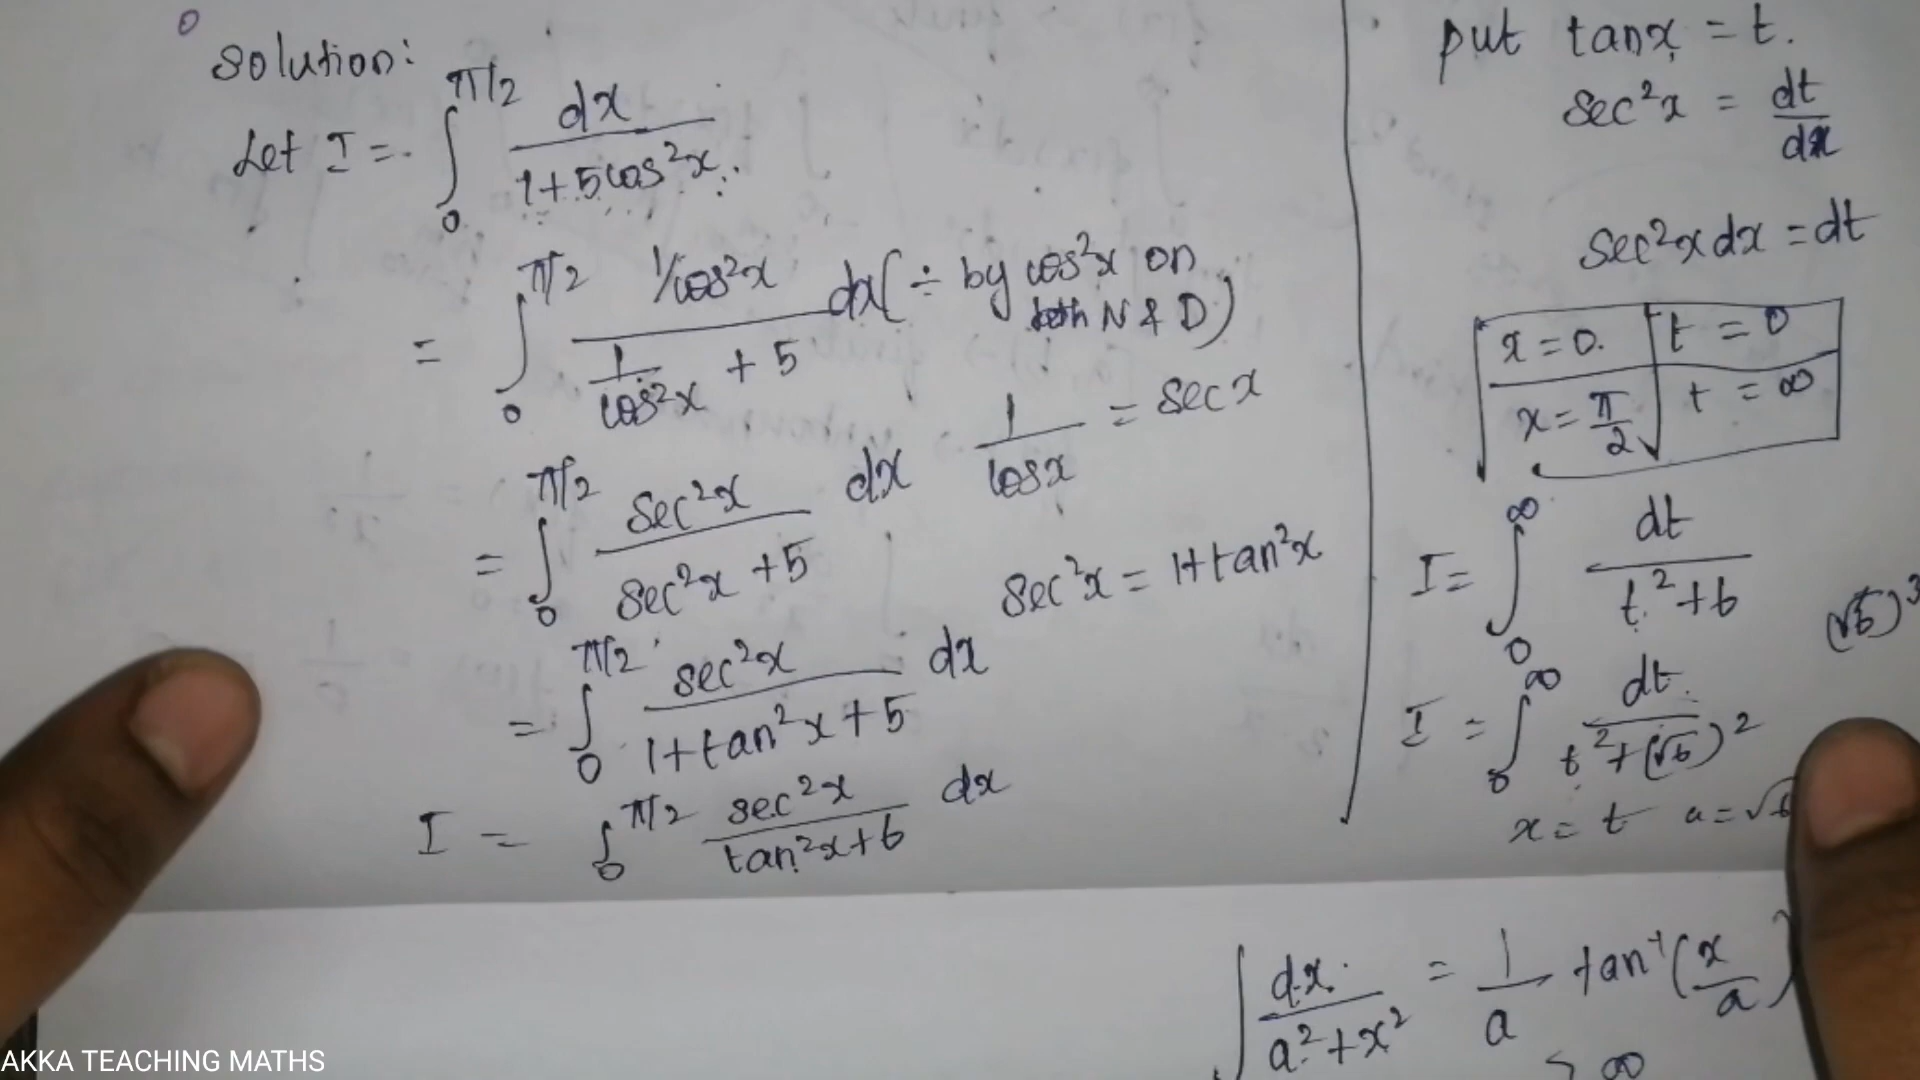 Solution:
Let I = ∫₀^π/2 dx / 1+5cos²x
= ∫₀^π/2 (1/cos²x) / (1/cos²x + 5) dx (÷ by cos²x on both N & D)
= ∫₀^π/2 sec²x / sec²x+5 dx 1/cosx = sec x
sec²x = 1+tan²x
= ∫₀^π/2 sec²x / 1+tan²x+5 dx
I = ∫₀^π/2 sec²x / tan²x+6 dx
put tanx = t.
sec²x = dt/dx
sec²x dx = dt
x = 0. t = 0
x = π/2 t = ∞
I = ∫₀^∞ dt / t²+6
I = ∫₀^∞ dt / t²+(√6)²
x = t a = √6
∫ dx / a²+x² = 1/a tan⁻¹(x/a)
∞
AKKA TEACHING MATHS